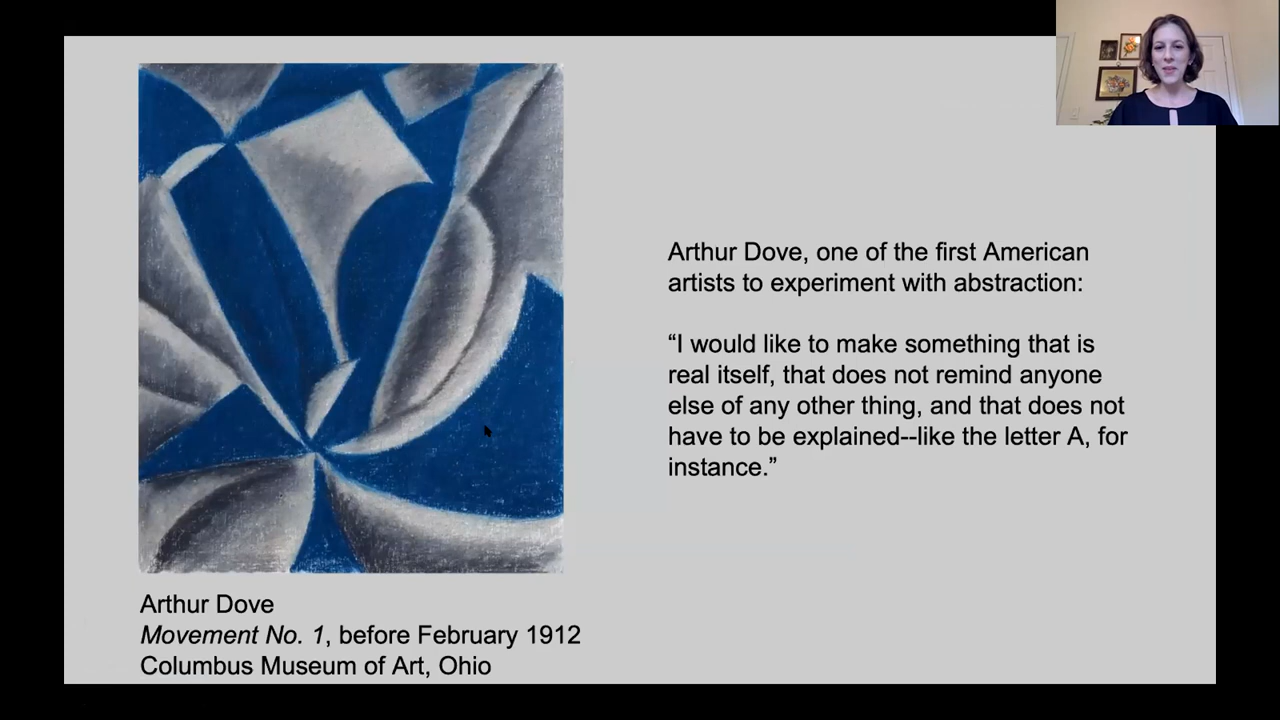 Arthur Dove, one of the first American
artists to experiment with abstraction:
“I would like to make something that is
real itself, that does not remind anyone
else of any other thing, and that does not
have to be explained--like the letter A, for
instance.”
Arthur Dove
Movement No. 1, before February 1912
Columbus Museum of Art, Ohio